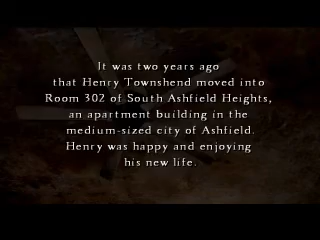 It was two years ago
that Henry Townshend moved into
Room 302 of South Ashfield Heights,
an apartment building in the
medium-sized city of Ashfield.
Henry was happy and enjoying
his new life.